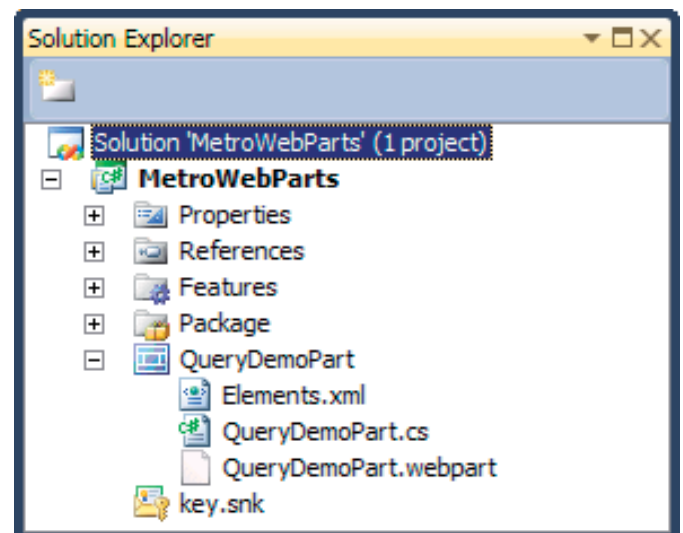 Solution Explorer
Solution 'MetroWebParts' (1 project)
MetroWebParts
Properties
References
Features
Package
QueryDemoPart
Elements.xml
QueryDemoPart.cs
QueryDemoPart.webpart
key.snk